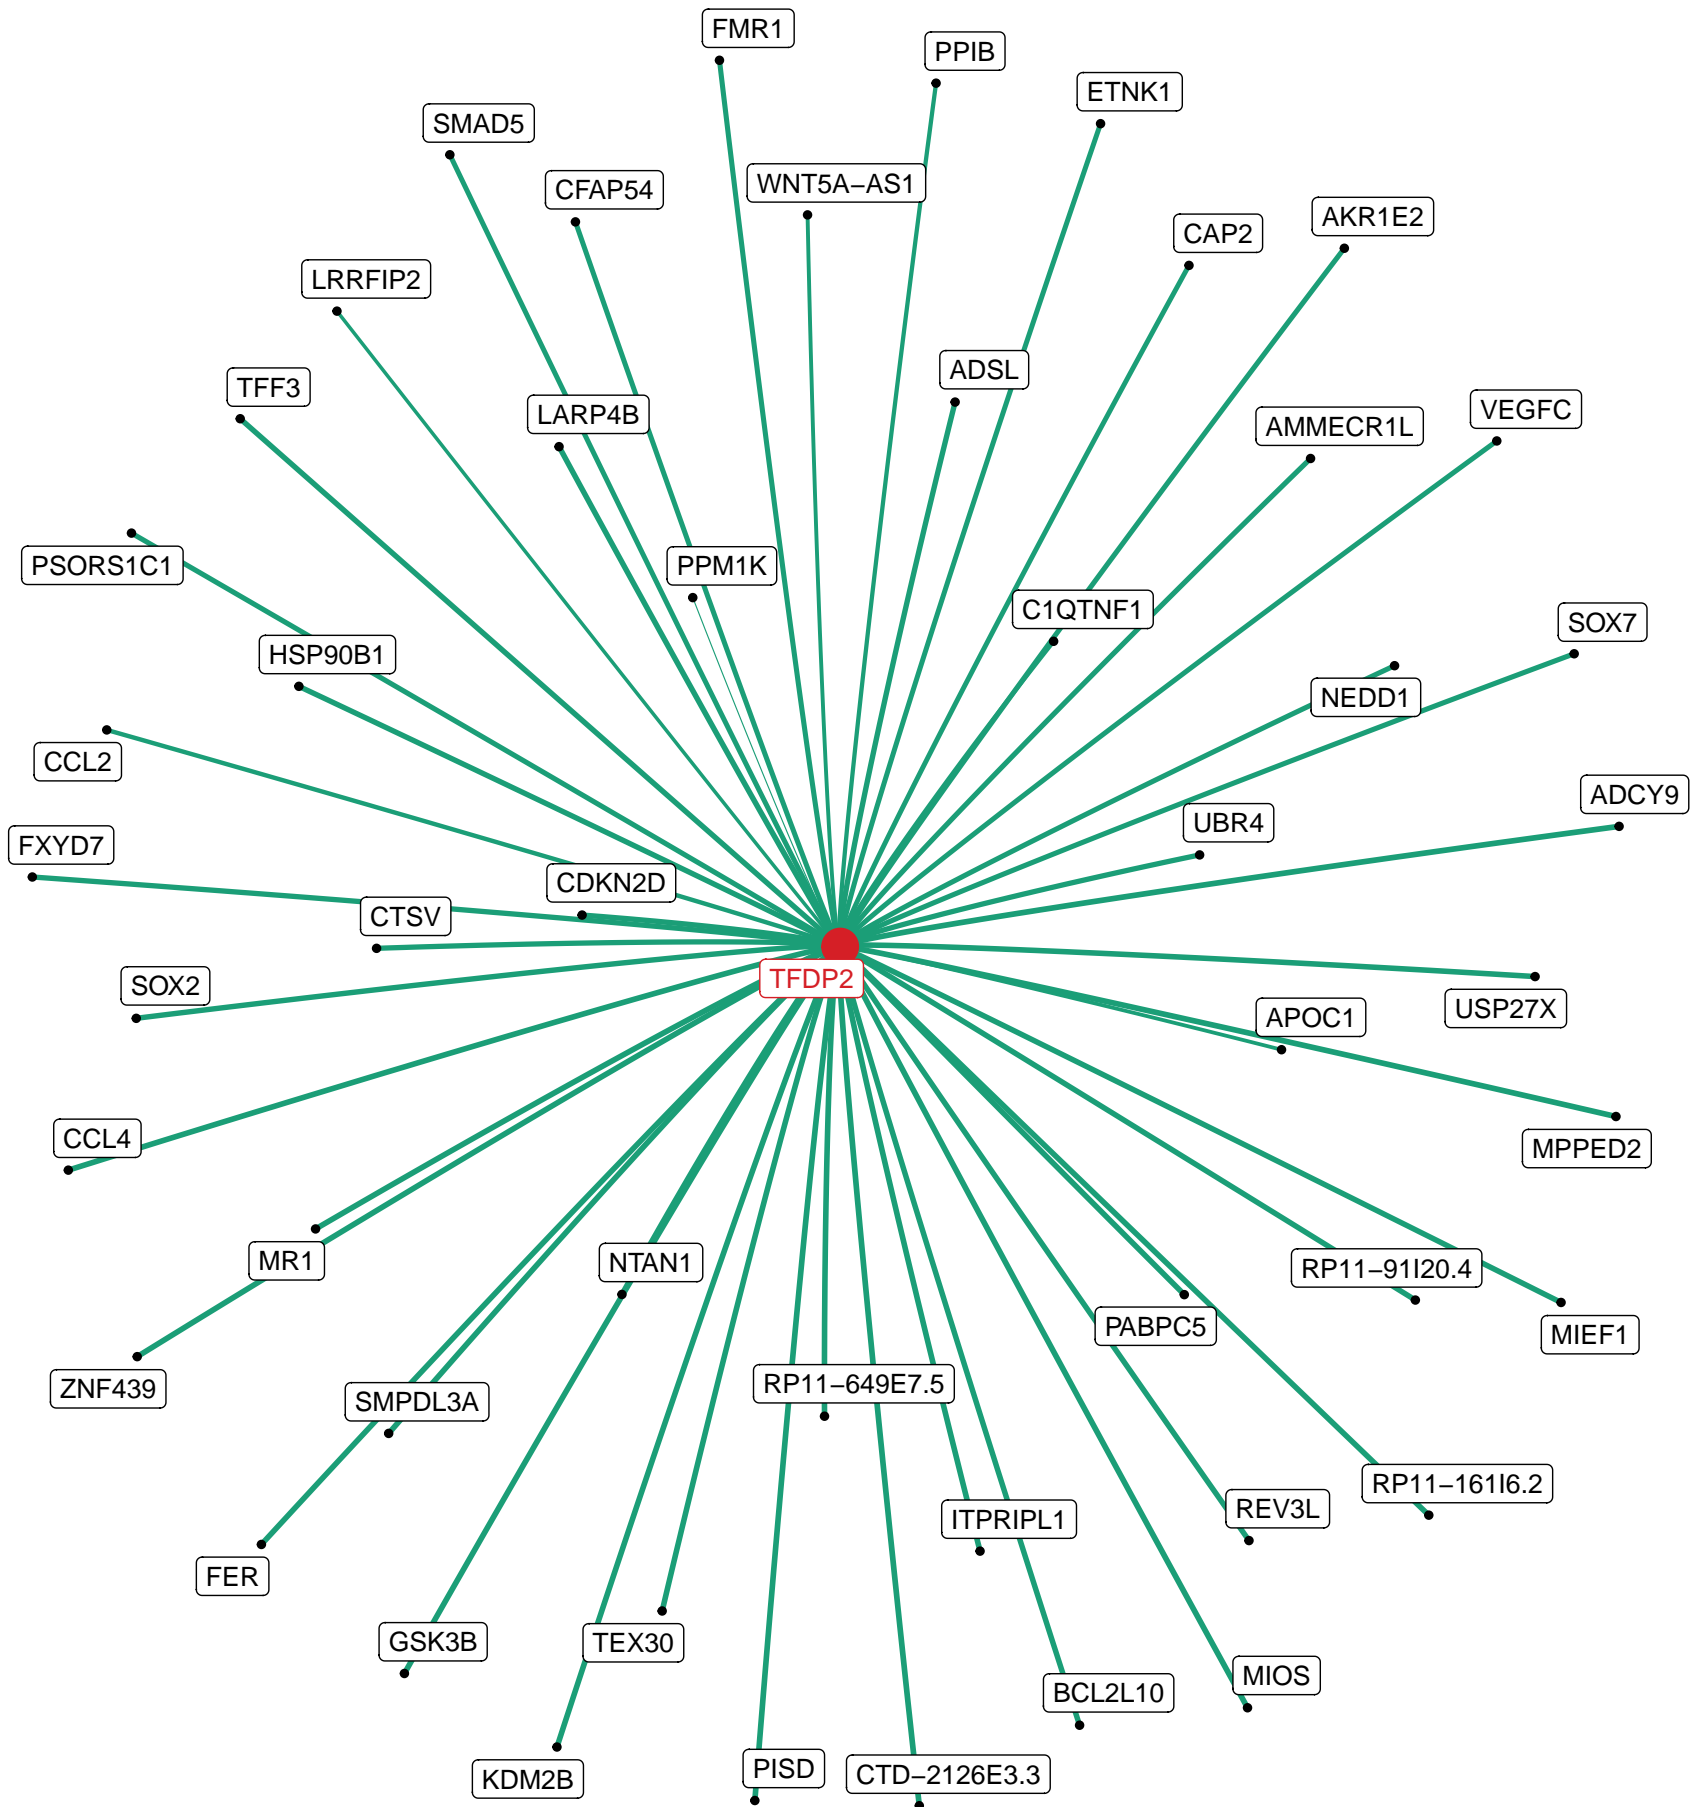 FMR1
PPIB
ETNK1
SMAD5
WNT5A−AS1
CFAP54
AKR1E2
CAP2
LRRFIP2
ADSL
TFF3
VEGFC
LARP4B
AMMECR1L
PSORS1C1
PPM1K
C1QTNF1
SOX7
HSP90B1
NEDD1
CCL2
ADCY9
UBR4
FXYD7
CDKN2D
CTSV
TFDP2
SOX2
USP27X
APOC1
CCL4
MPPED2
MR1
NTAN1
RP11−91I20.4
PABPC5
MIEF1
ZNF439
RP11−649E7.5
SMPDL3A
RP11−161I6.2
REV3L
ITPRIPL1
FER
GSK3B
TEX30
MIOS
BCL2L10
PISD
CTD−2126E3.3
KDM2B